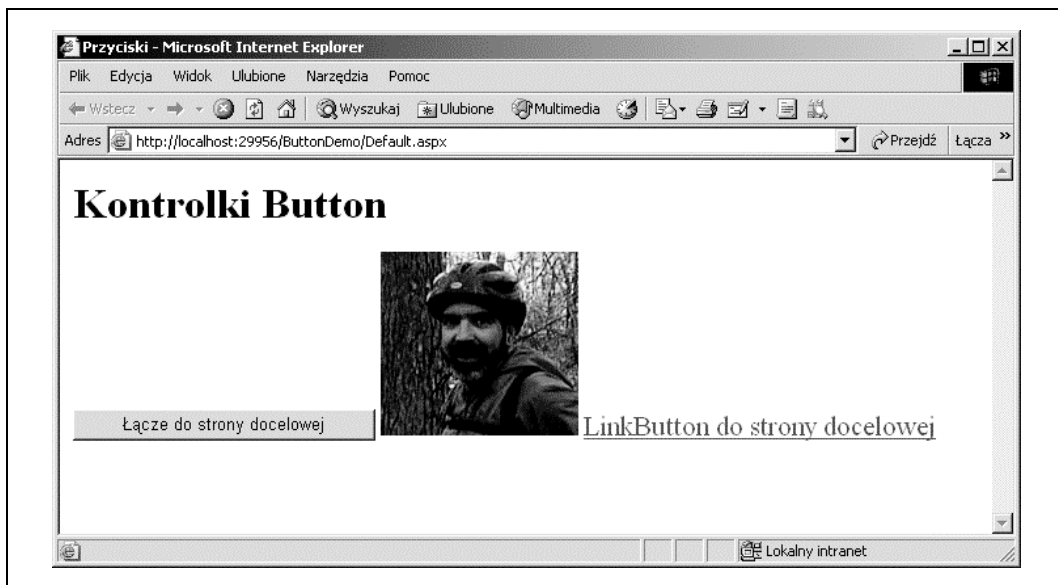 Przyciski - Microsoft Internet Explorer
Plik Edycja Widok Ulubione Narzędzia Pomoc
Wstecz Wyszukaj Ulubione Multimedia
Adres http://localhost:29956/ButtonDemo/Default.aspx Przejdź Łącza »
Kontrolki Button
Łącze do strony docelowej LinkButton do strony docelowej
Lokalny intranet